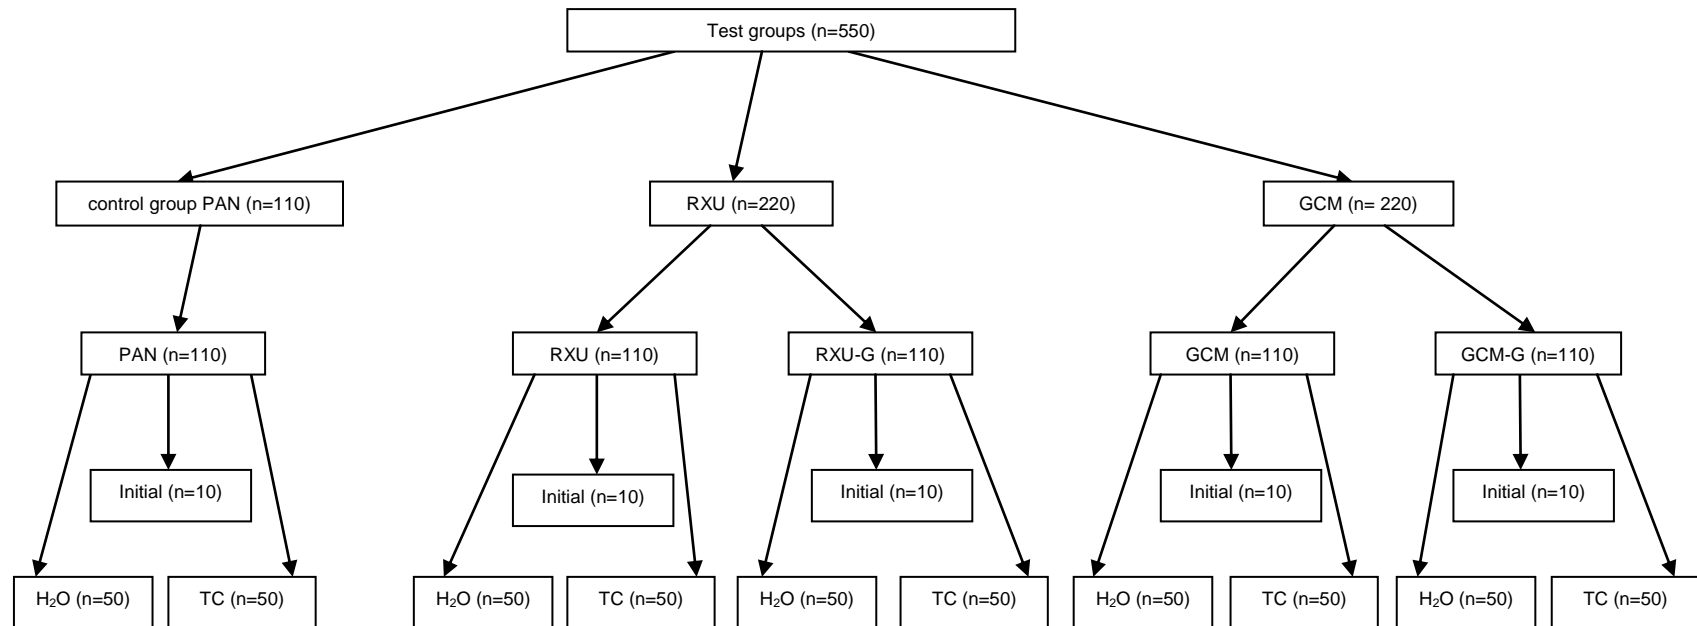 Test groups (n=550)
control group PAN (n=110)
RXU (n=220)
GCM (n= 220)
PAN (n=110)
RXU (n=110)
RXU-G (n=110)
GCM (n=110)
GCM-G (n=110)
Initial (n=10)
Initial (n=10)
Initial (n=10)
Initial (n=10)
Initial (n=10)
H₂O (n=50)
TC (n=50)
H₂O (n=50)
TC (n=50)
H₂O (n=50)
TC (n=50)
H₂O (n=50)
TC (n=50)
H₂O (n=50)
TC (n=50)